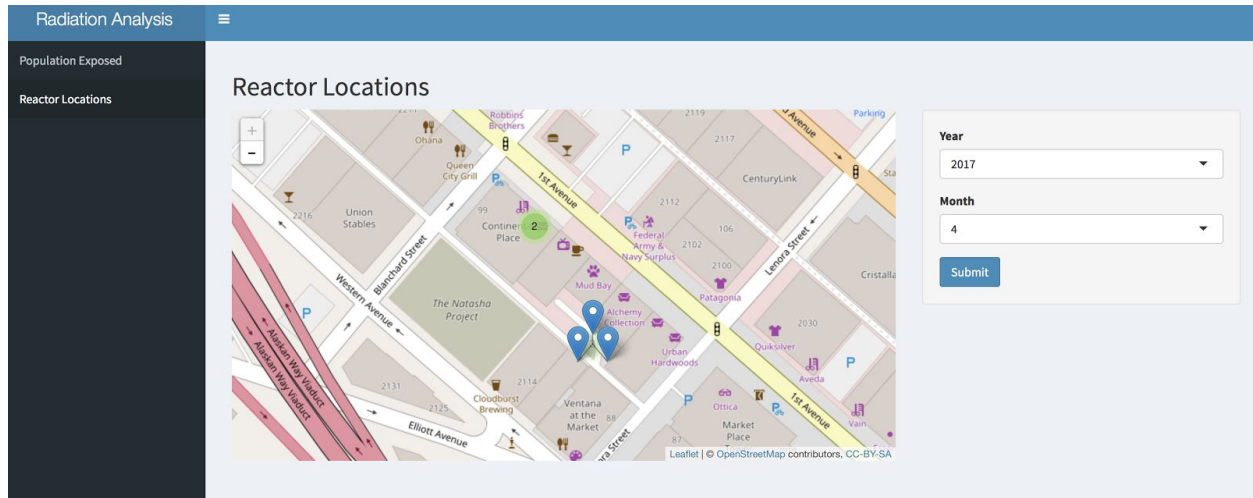 Radiation Analysis
Population Exposed
Reactor Locations
Reactor Locations
+
-
Robbins
Brothers
Ohana
Queen
City Grill
2216
Union
Stables
99
Place
2
1st Avenue
P
2119
2117
CenturyLink
Avenue
Parking
2112
Federal
Army &
Navy Surplus
2102
106
2100
Patagonia
Lenora Street
Cristalla
Blanchard Street
Western Avenue
The Natasha
Project
Mud Bay
Alchemy
Collection
Urban
Hardwoods
2030
Quiksilver
Aveda
P
P
Alaskan Way Viaduct
Alaskan Way Viaduct
2131
2125
Elliott Avenue
Cloudburst
Brewing
2114
Ventana
at the
Market
88
P
Ottica
Market
Place
87
1st Avenue
Vain
Leaflet | © OpenStreetMap contributors, CC-BY-SA
Year
2017
Month
4
Submit